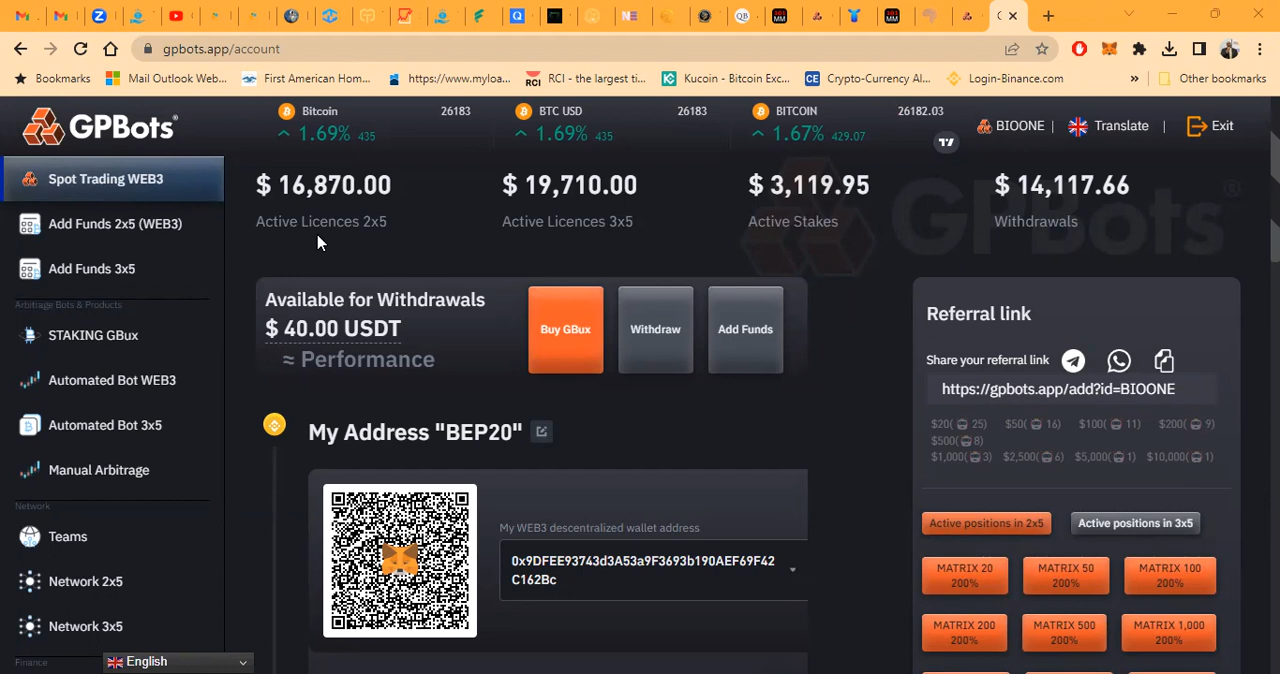 gpbots.app/account
Bookmarks
Mail Outlook Web...
First American Hom...
https://www.myloa...
RCI - the largest ti...
Kucoin - Bitcoin Exc...
Crypto-Currency Al...
Login-Binance.com
»
Other bookmarks
GPBots
Bitcoin 26183
1.69% 435
BTC USD 26183
1.69% 435
BITCOIN 26182.03
1.67% 429.07
BIOONE |
Translate |
Exit
Spot Trading WEB3
Add Funds 2x5 (WEB3)
Add Funds 3x5
Arbitrage Bots & Products
STAKING GBux
Automated Bot WEB3
Automated Bot 3x5
Manual Arbitrage
Network
Teams
Network 2x5
Network 3x5
Finance
English
$ 16,870.00
Active Licences 2x5
$ 19,710.00
Active Licences 3x5
$ 3,119.95
Active Stakes
$ 14,117.66
Withdrawals
GPBots®
Available for Withdrawals
$ 40.00 USDT
≈ Performance
Buy GBux
Withdraw
Add Funds
My Address "BEP20"
My WEB3 descentralized wallet address
0x9DFEE93743d3A53a9F3693b190AEF69F42
C162Bc
Referral link
Share your referral link
https://gpbots.app/add?id=BIOONE
$20( 25) $50( 16) $100( 11) $200( 9)
$500( 8)
$1,000( 3) $2,500( 6) $5,000( 1) $10,000( 1)
Active positions in 2x5
Active positions in 3x5
MATRIX 20
200%
MATRIX 50
200%
MATRIX 100
200%
MATRIX 200
200%
MATRIX 500
200%
MATRIX 1,000
200%